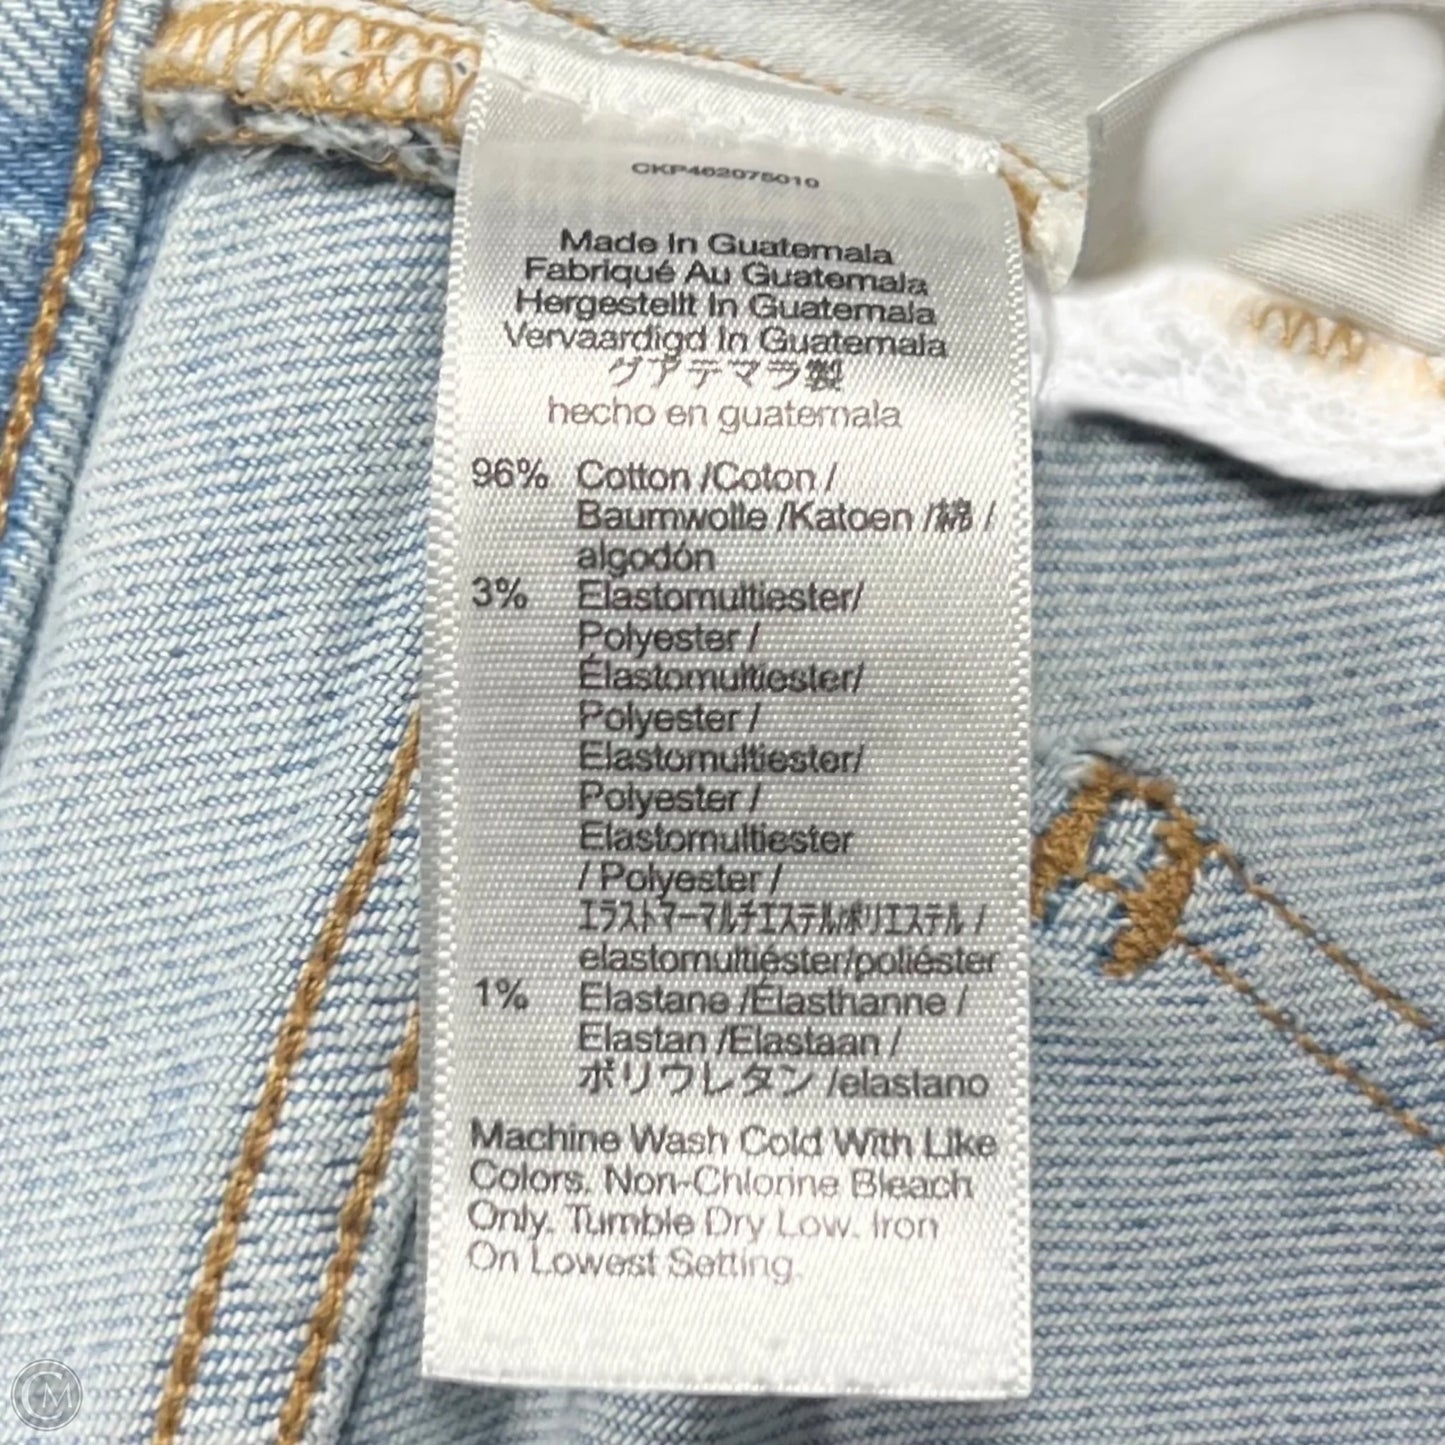 CKP462075010
Made In Guatemala
Fabriqué Au Guatemala
Hergestellt In Guatemala
Vervaardigd In Guatemala
グアテマラ製
hecho en guatemala
96% Cotton /Coton /
Baumwolle /Katoen /綿 /
algodón
3% Elastomultiester/
Polyester /
Élastomultiester/
Polyester /
Elastomultiester/
Polyester /
Elastomultiester
/ Polyester /
エラストマーマルチエステル/ポリエステル /
elastomultiéster/poliéster
1% Elastane /Élasthanne /
Elastan /Elastaan /
ポリウレタン /elastano
Machine Wash Cold With Like
Colors. Non-Chlorine Bleach
Only. Tumble Dry Low. Iron
On Lowest Setting.
CM